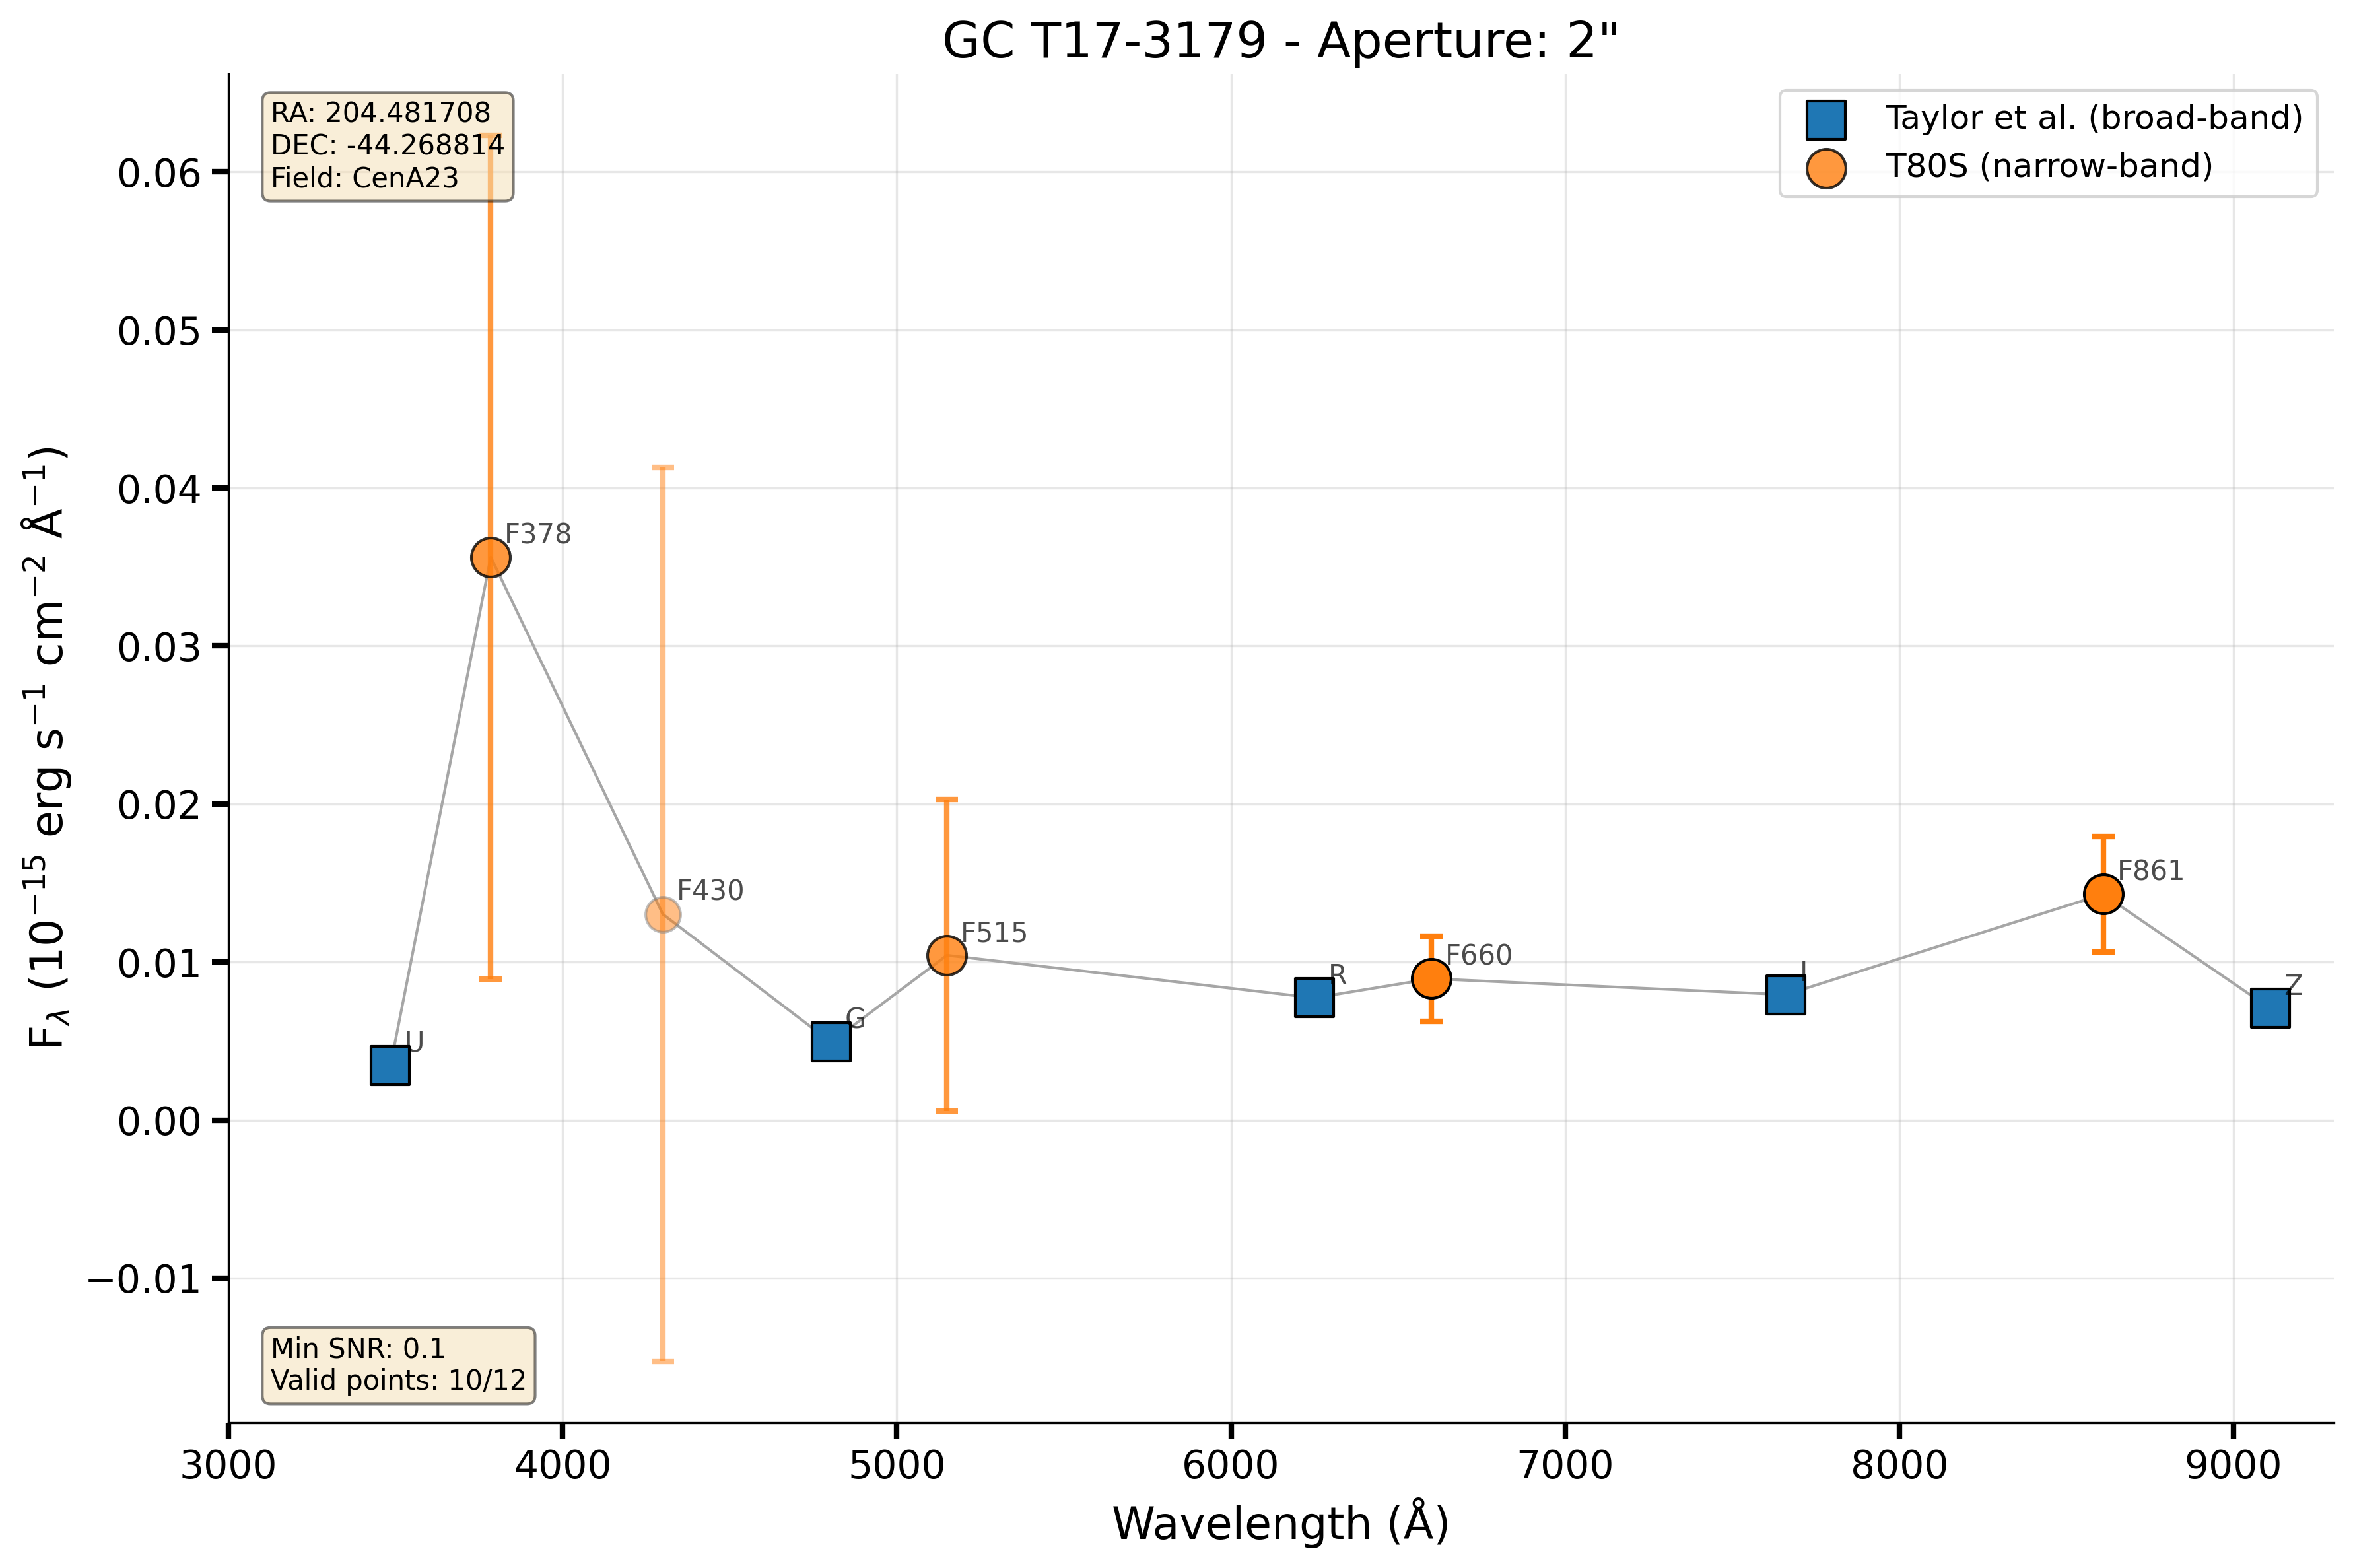 GC T17-3179 - Aperture: 2"
RA: 204.481708
DEC: -44.268814
Field: CenA23
Taylor et al. (broad-band)
T80S (narrow-band)
F_λ (10⁻¹⁵ erg s⁻¹ cm⁻² Å⁻¹)
0.06
0.05
0.04
0.03
0.02
0.01
0.00
−0.01
U
F378
F430
G
F515
R
F660
I
F861
Z
Min SNR: 0.1
Valid points: 10/12
3000 4000 5000 6000 7000 8000 9000
Wavelength (Å)